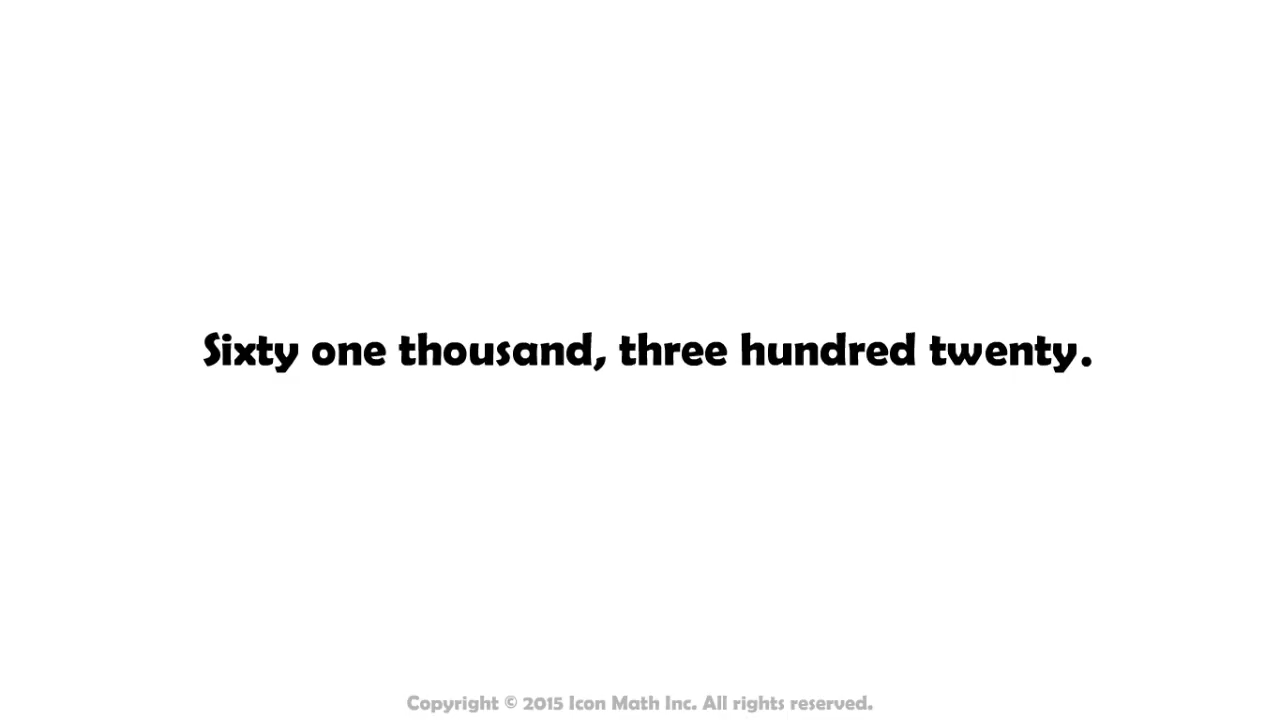 Sixty one thousand, three hundred twenty.
Copyright © 2015 Icon Math Inc. All rights reserved.